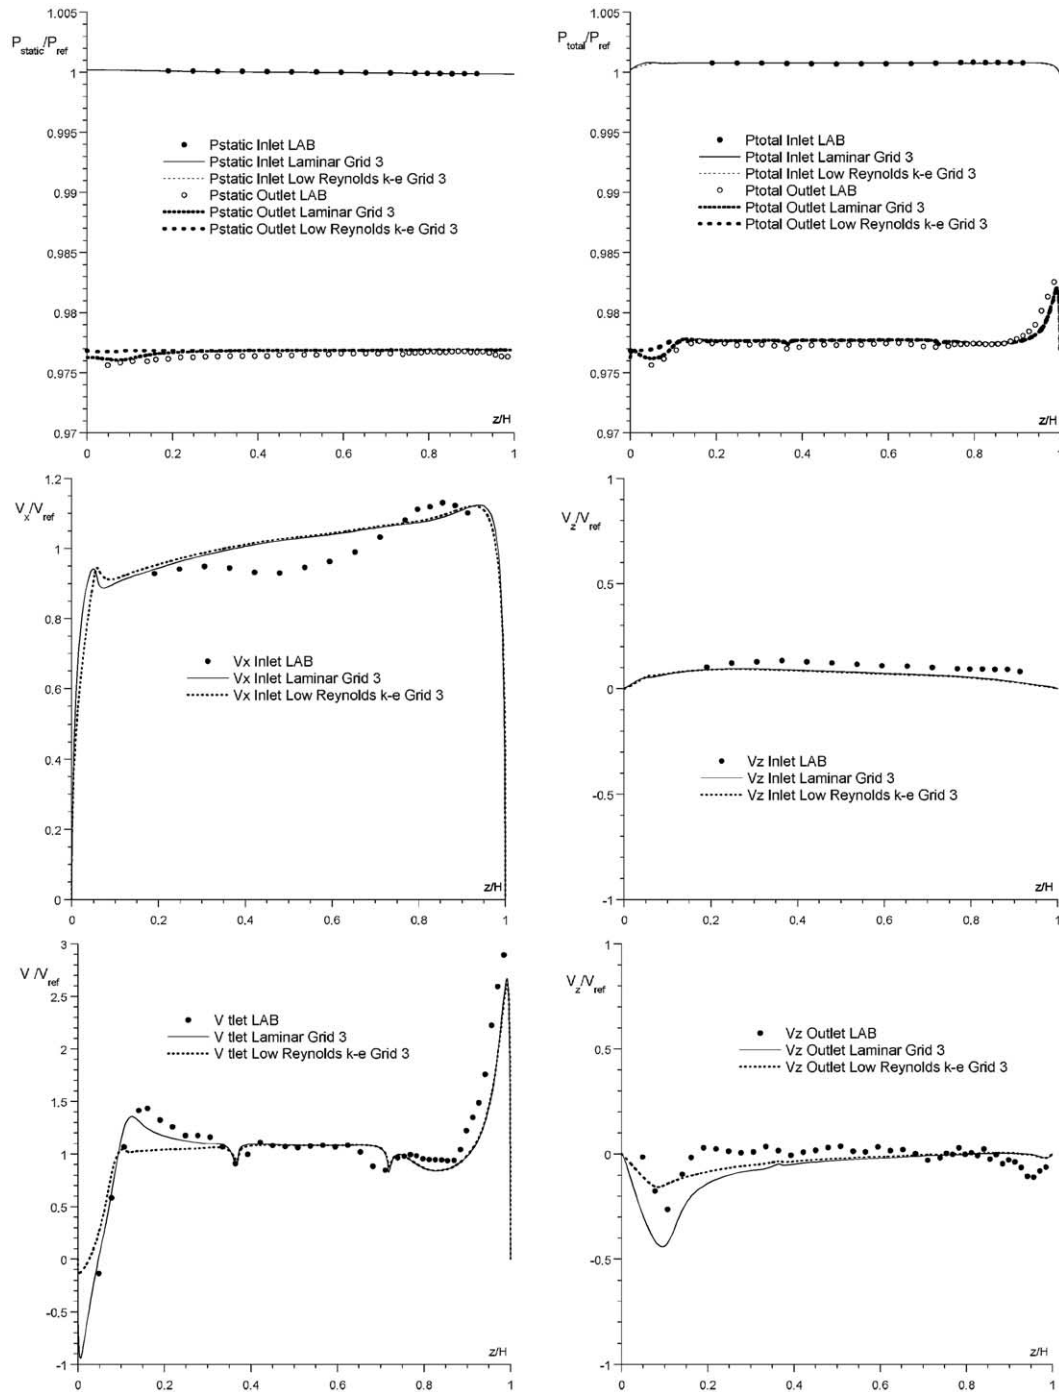 1.005
P static/P ref
1
0.995
Pstatic Inlet LAB
Pstatic Inlet Laminar Grid 3
Pstatic Inlet Low Reynolds k-e Grid 3
0.99
Pstatic Outlet LAB
Pstatic Outlet Laminar Grid 3
Pstatic Outlet Low Reynolds k-e Grid 3
0.985
0.98
0.975
z/H
0.97
0 0.2 0.4 0.6 0.8 1
1.005
P total/P ref
1
0.995
Ptotal Inlet LAB
Ptotal Inlet Laminar Grid 3
Ptotal Inlet Low Reynolds k-e Grid 3
0.99
Ptotal Outlet LAB
Ptotal Outlet Laminar Grid 3
Ptotal Outlet Low Reynolds k-e Grid 3
0.985
0.98
0.975
z/H
0.97
0 0.2 0.4 0.6 0.8 1
1.2
Vx/Vref
1
0.8
Vx Inlet LAB
Vx Inlet Laminar Grid 3
Vx Inlet Low Reynolds k-e Grid 3
0.6
0.4
0.2
z/H
0
0 0.2 0.4 0.6 0.8 1
1
Vz/Vref
0.5
0
Vz Inlet LAB
Vz Inlet Laminar Grid 3
Vz Inlet Low Reynolds k-e Grid 3
-0.5
z/H
-1
0 0.2 0.4 0.6 0.8 1
3
V /Vref
2.5
V tlet LAB
V tlet Laminar Grid 3
V tlet Low Reynolds k-e Grid 3
2
1.5
1
0.5
0
-0.5
z/H
-1
0 0.2 0.4 0.6 0.8 1
1
Vz/Vref
Vz Outlet LAB
Vz Outlet Laminar Grid 3
Vz Outlet Low Reynolds k-e Grid 3
0.5
0
-0.5
z/H
-1
0 0.2 0.4 0.6 0.8 1